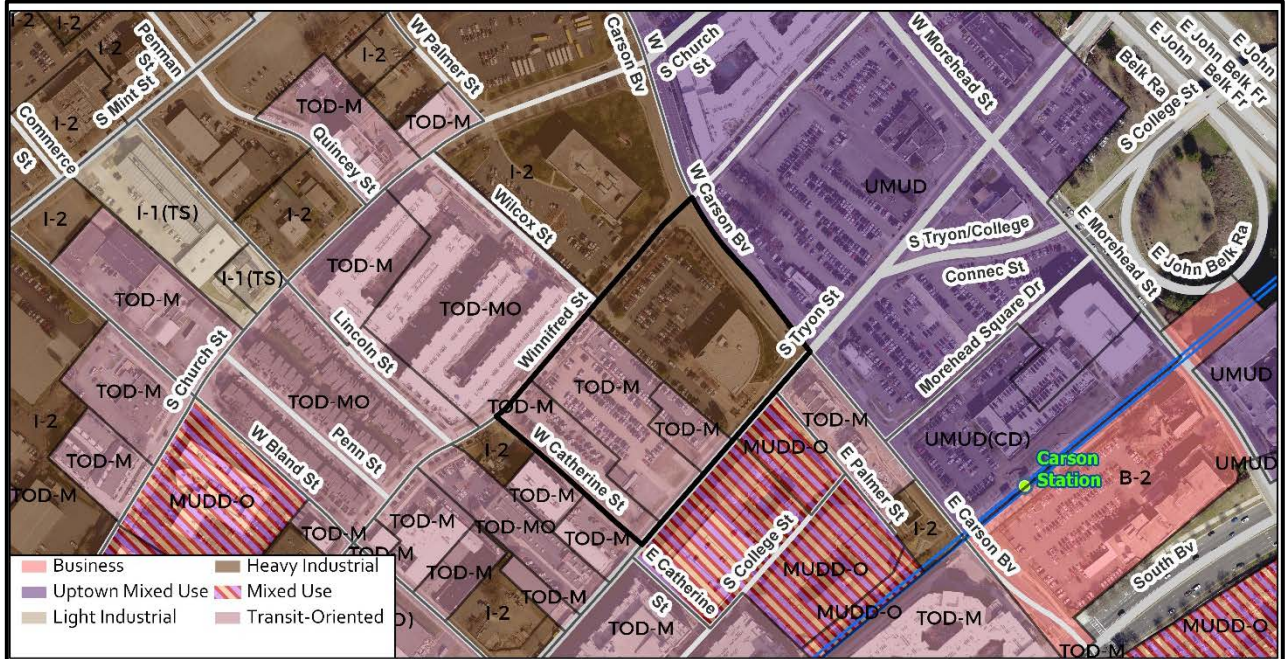 Penman
St
S Mint St
Commerce
St
I-2
I-2
I-2
I-2
I-2
I-1(TS)
I-1(TS)
I-2
I-2
W Palmer St
TOD-M
TOD-M
Quincey St
Wilcox St
Carson Bv
W
S Church
St
W Morehead St
E John
Belk Ra
E John
Belk Fr
E John
Belk Fr
S College St
E John Belk Ra
W Carson Bv
UMUD
S Tryon/College
Connec St
E Morehead St
Morehead Square Dr
S Tryon St
TOD-M
TOD-M
TOD-MO
Winnifred St
Lincoln St
S Church St
TOD-M
TOD-MO
TOD-M
TOD-M
TOD-M
UMUD
UMUD
UMUD(CD)
Carson
Station
B-2
I-2
I-2
TOD-M
W Bland St
Penn St
MUDD-O
I-2
W Catherine St
TOD-M
TOD-MO
TOD-M
TOD-M
TOD-M
TOD-M
I-2
I-2
MUDD-O
E Palmer St
I-2
E Carson Bv
South Bv
S College St
E Catherine
St
MUDD-O
MUDD-O
TOD-M
TOD-M
TOD-M
MUDD-O
Business
Heavy Industrial
Uptown Mixed Use
Mixed Use
Light Industrial
Transit-Oriented